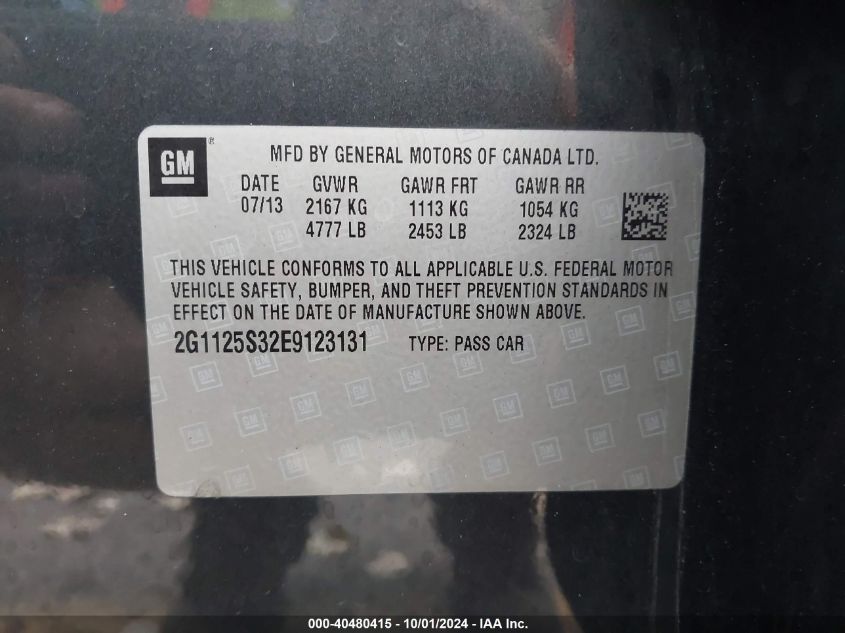 GM ®
MFD BY GENERAL MOTORS OF CANADA LTD.
DATE GVWR GAWR FRT GAWR RR
07/13 2167 KG 1113 KG 1054 KG
4777 LB 2453 LB 2324 LB
THIS VEHICLE CONFORMS TO ALL APPLICABLE U.S. FEDERAL MOTOR
VEHICLE SAFETY, BUMPER, AND THEFT PREVENTION STANDARDS IN
EFFECT ON THE DATE OF MANUFACTURE SHOWN ABOVE.
2G1125S32E9123131 TYPE: PASS CAR
000-40480415 - 10/01/2024 - IAA Inc.